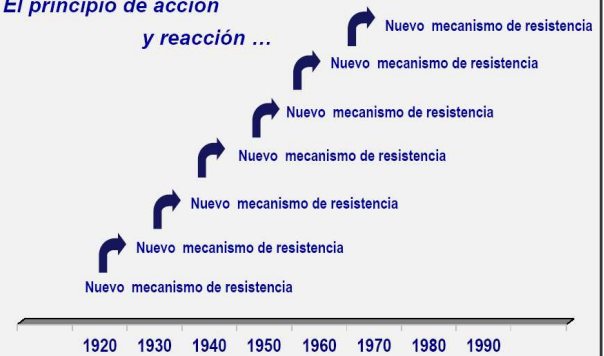 El principio de acción
y reacción ...
Nuevo mecanismo de resistencia
Nuevo mecanismo de resistencia
Nuevo mecanismo de resistencia
Nuevo mecanismo de resistencia
Nuevo mecanismo de resistencia
Nuevo mecanismo de resistencia
Nuevo mecanismo de resistencia
1920 1930 1940 1950 1960 1970 1980 1990